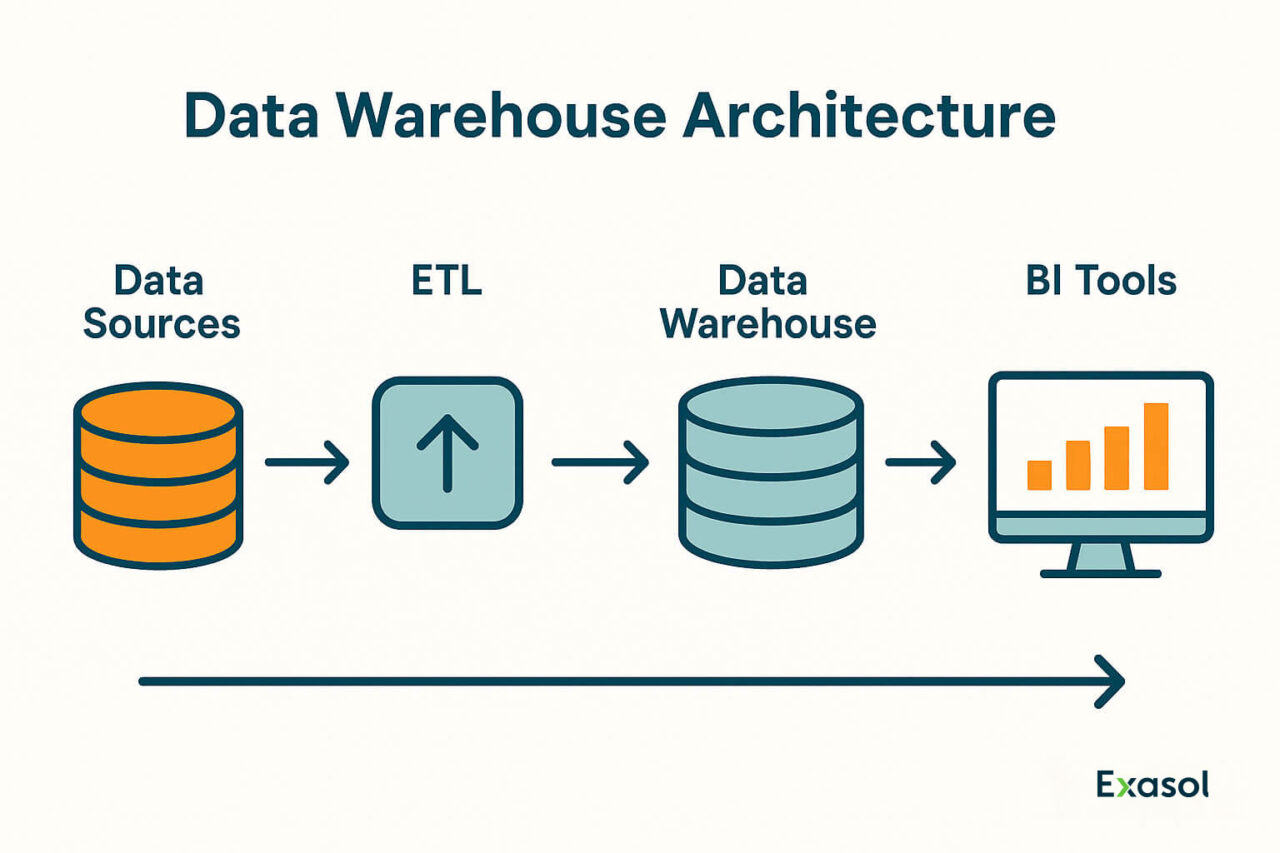 Data Warehouse Architecture
Data
Sources
ETL
Data
Warehouse
BI Tools
Exasol